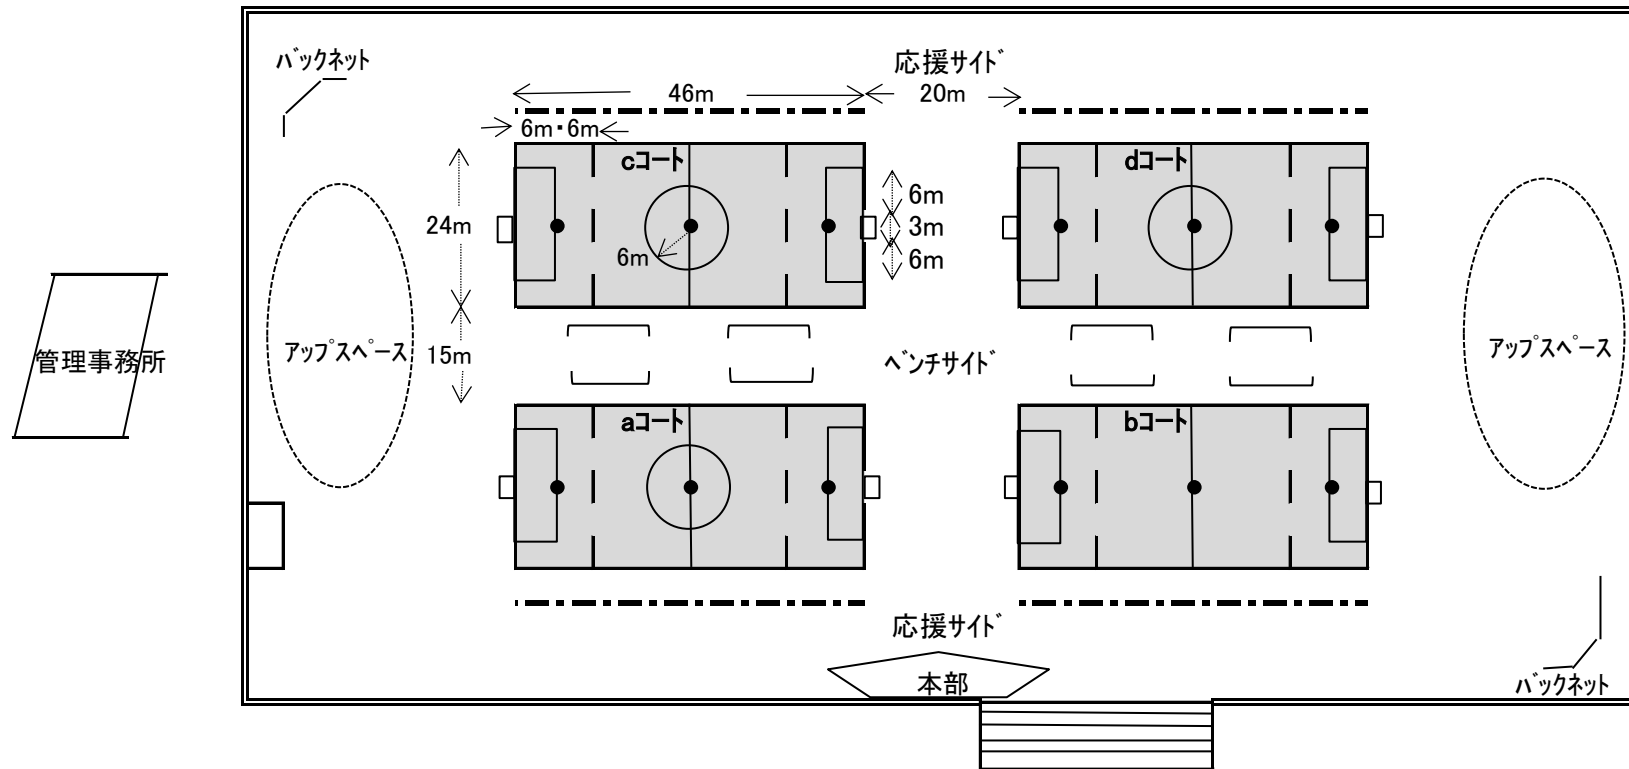 バックネット
応援サイド
46m
20m
6m・6m
cコート
dコート
6m
24m
3m
6m
6m
管理事務所
アップスペース
15m
ベンチサイド
アップスペース
aコート
bコート
応援サイド
本部
バックネット